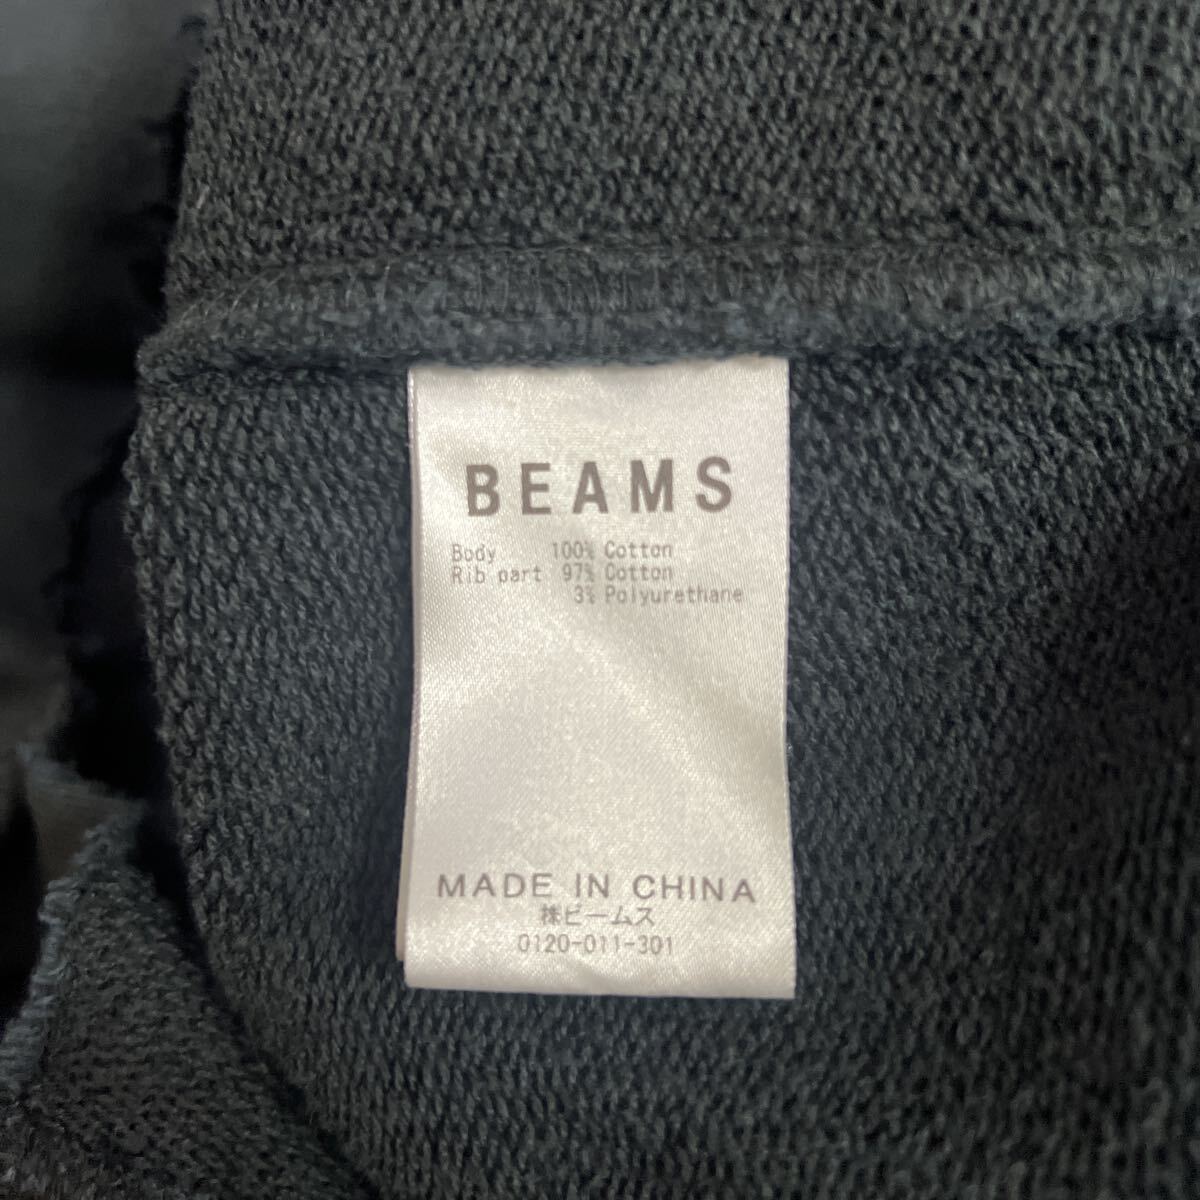 BEAMS
Body 100% Cotton
Rib part 97% Cotton
3% Polyurethane
MADE IN CHINA
㈱ビームス
0120-011-301